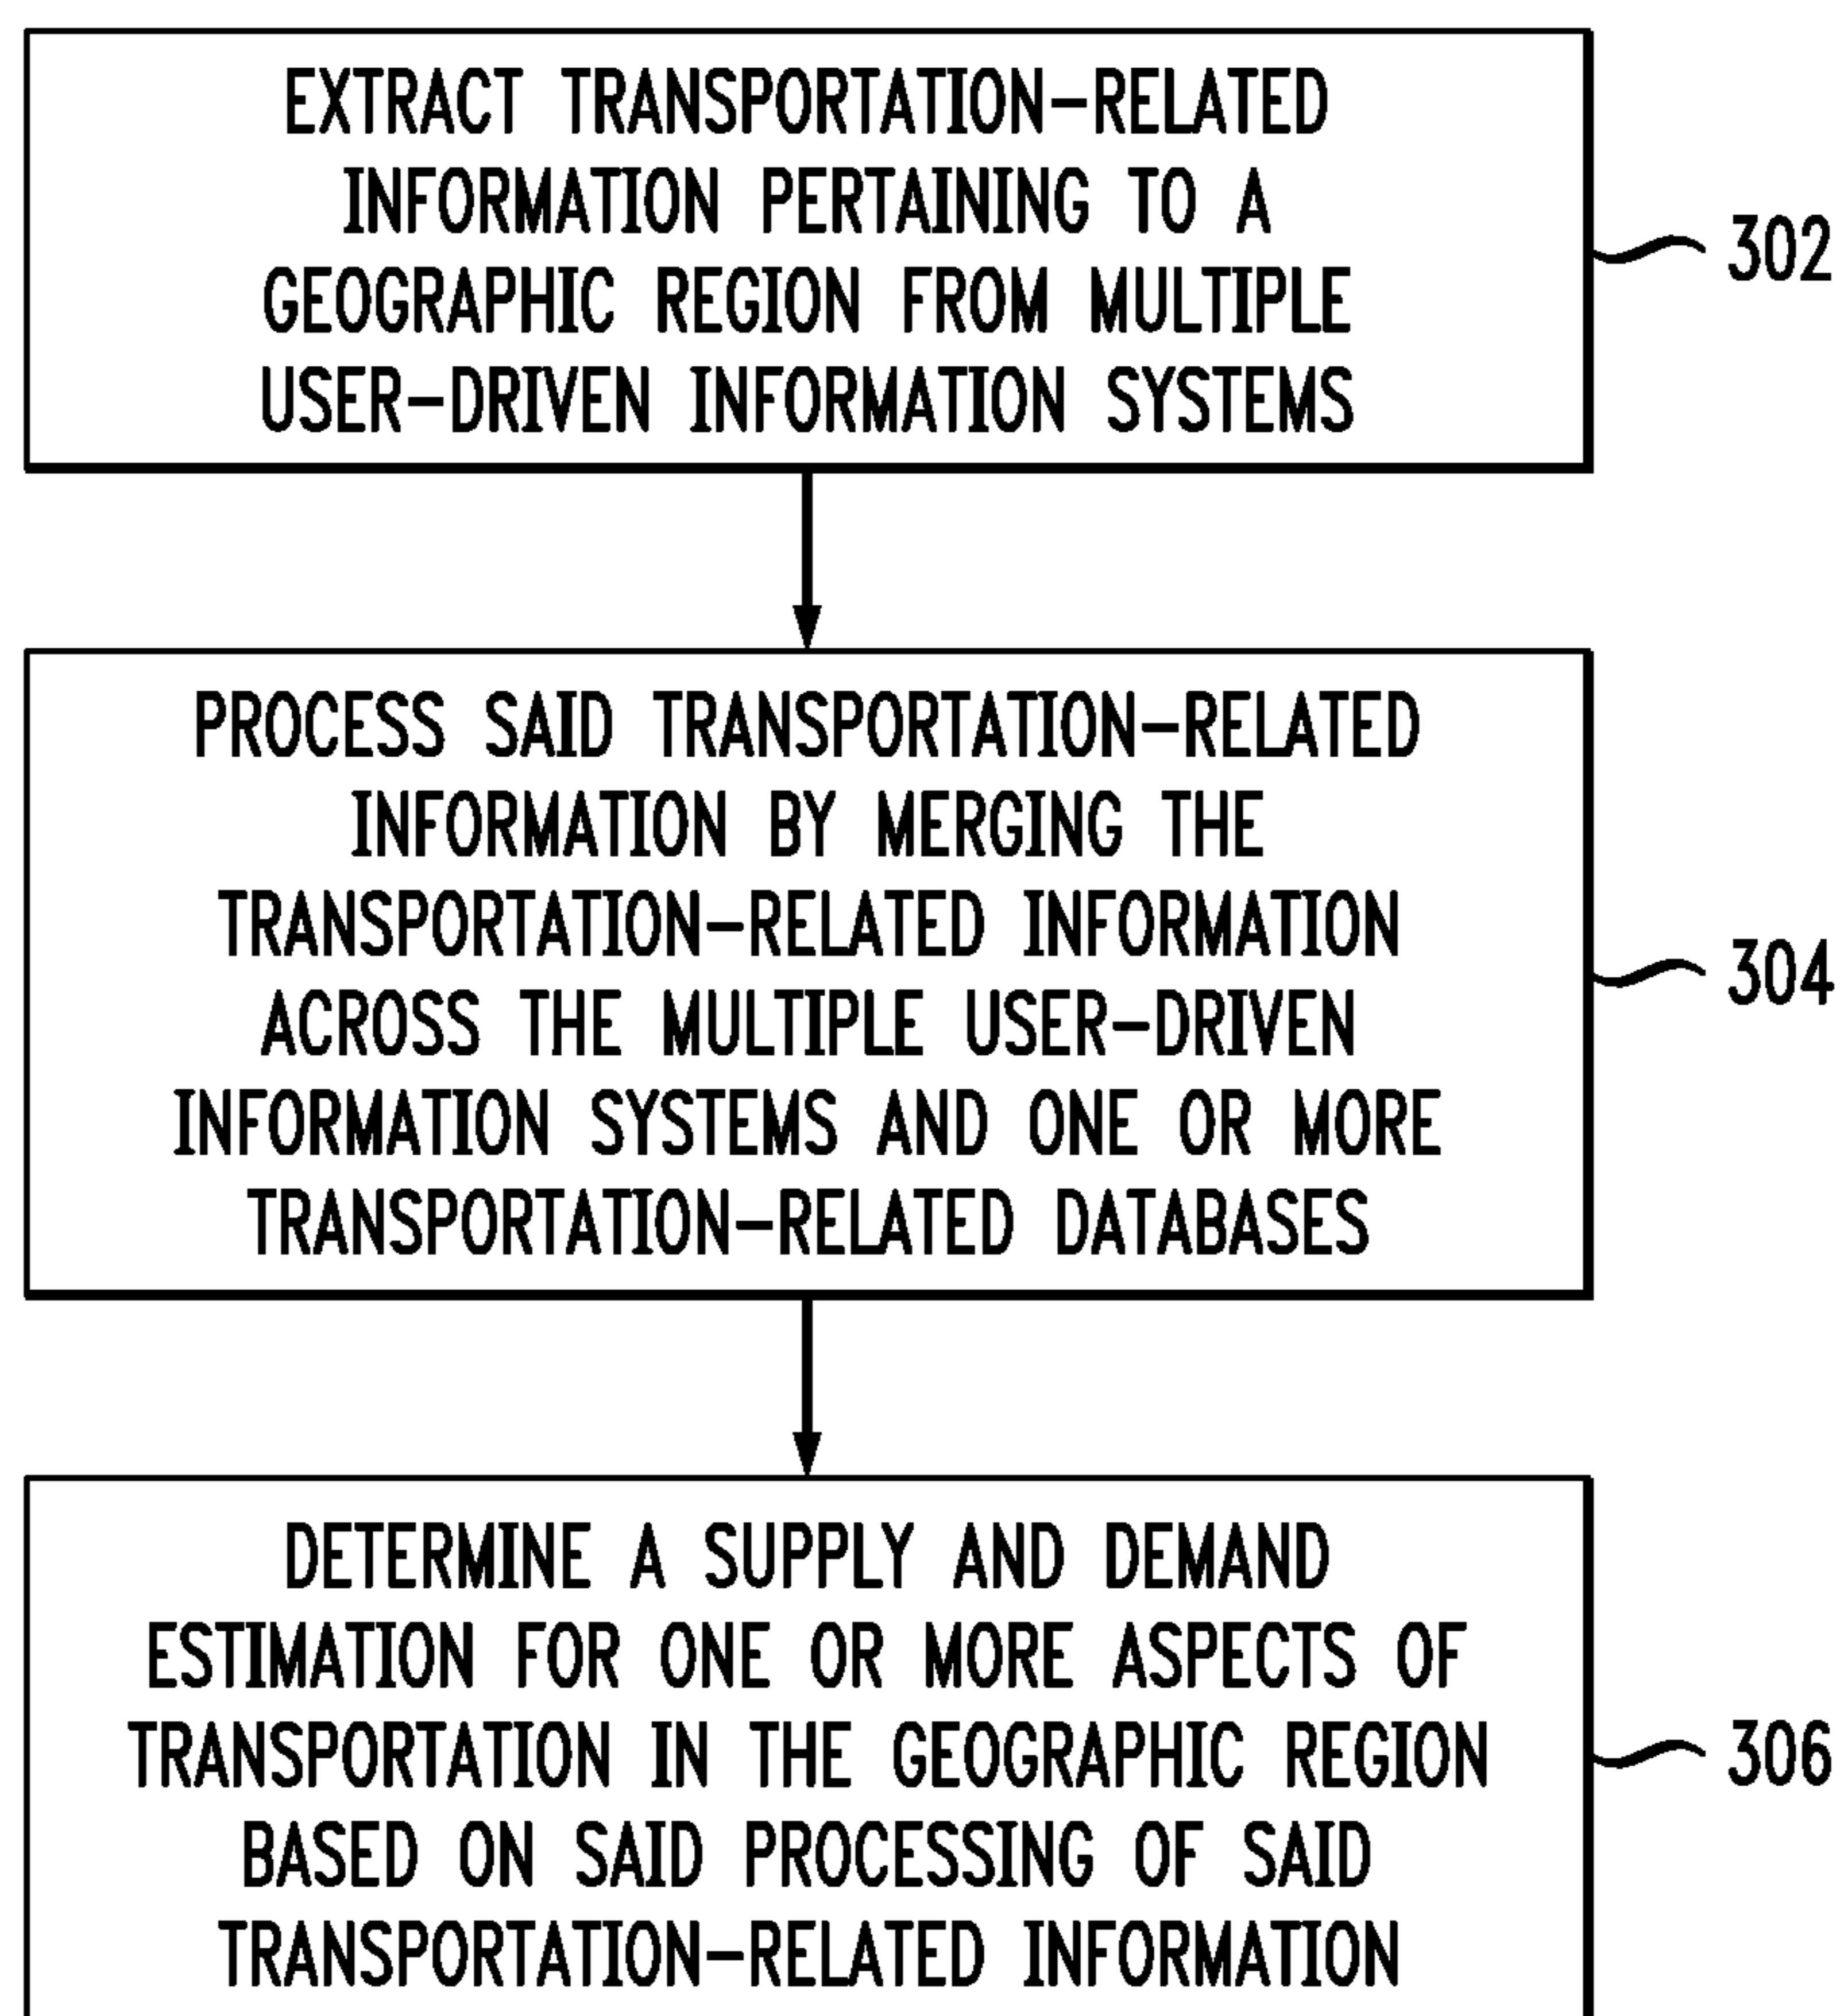 EXTRACT TRANSPORTATION-RELATED
INFORMATION PERTAINING TO A
GEOGRAPHIC REGION FROM MULTIPLE
USER-DRIVEN INFORMATION SYSTEMS
302
PROCESS SAID TRANSPORTATION-RELATED
INFORMATION BY MERGING THE
TRANSPORTATION-RELATED INFORMATION
ACROSS THE MULTIPLE USER-DRIVEN
INFORMATION SYSTEMS AND ONE OR MORE
TRANSPORTATION-RELATED DATABASES
304
DETERMINE A SUPPLY AND DEMAND
ESTIMATION FOR ONE OR MORE ASPECTS OF
TRANSPORTATION IN THE GEOGRAPHIC REGION
BASED ON SAID PROCESSING OF SAID
TRANSPORTATION-RELATED INFORMATION
306